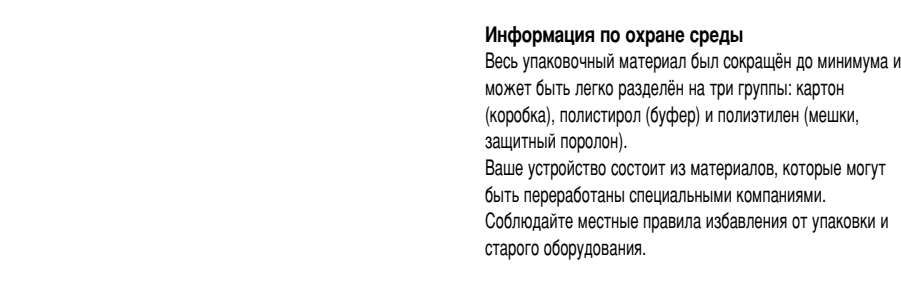 Информация по охране среды
Весь упаковочный материал был сокращён до минимума и
может быть легко разделён на три группы: картон
(коробка), полистирол (буфер) и полиэтилен (мешки,
защитный поролон).
Ваше устройство состоит из материалов, которые могут
быть переработаны специальными компаниями.
Соблюдайте местные правила избавления от упаковки и
старого оборудования.